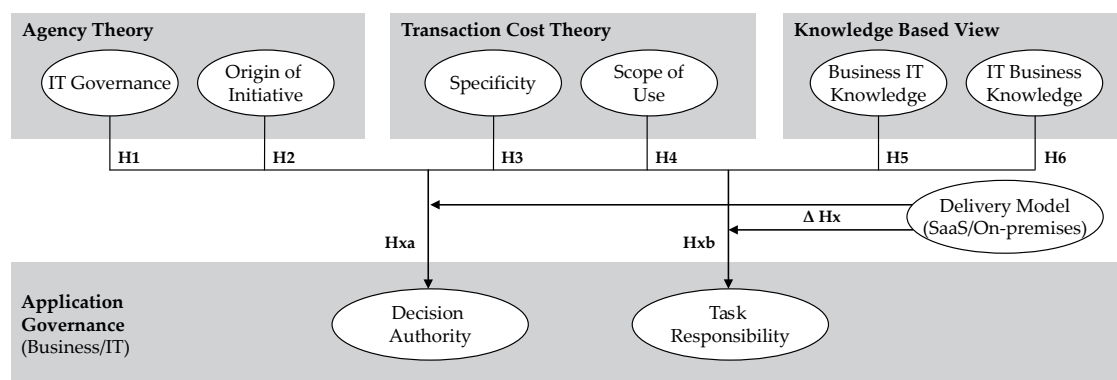 Agency Theory
Transaction Cost Theory
Knowledge Based View
IT Governance
Origin of
Initiative
Specificity
Scope of
Use
Business IT
Knowledge
IT Business
Knowledge
H1
H2
H3
H4
H5
H6
Delivery Model
(SaaS/On-premises)
Δ Hx
Hxa
Hxb
Application
Governance
(Business/IT)
Decision
Authority
Task
Responsibility